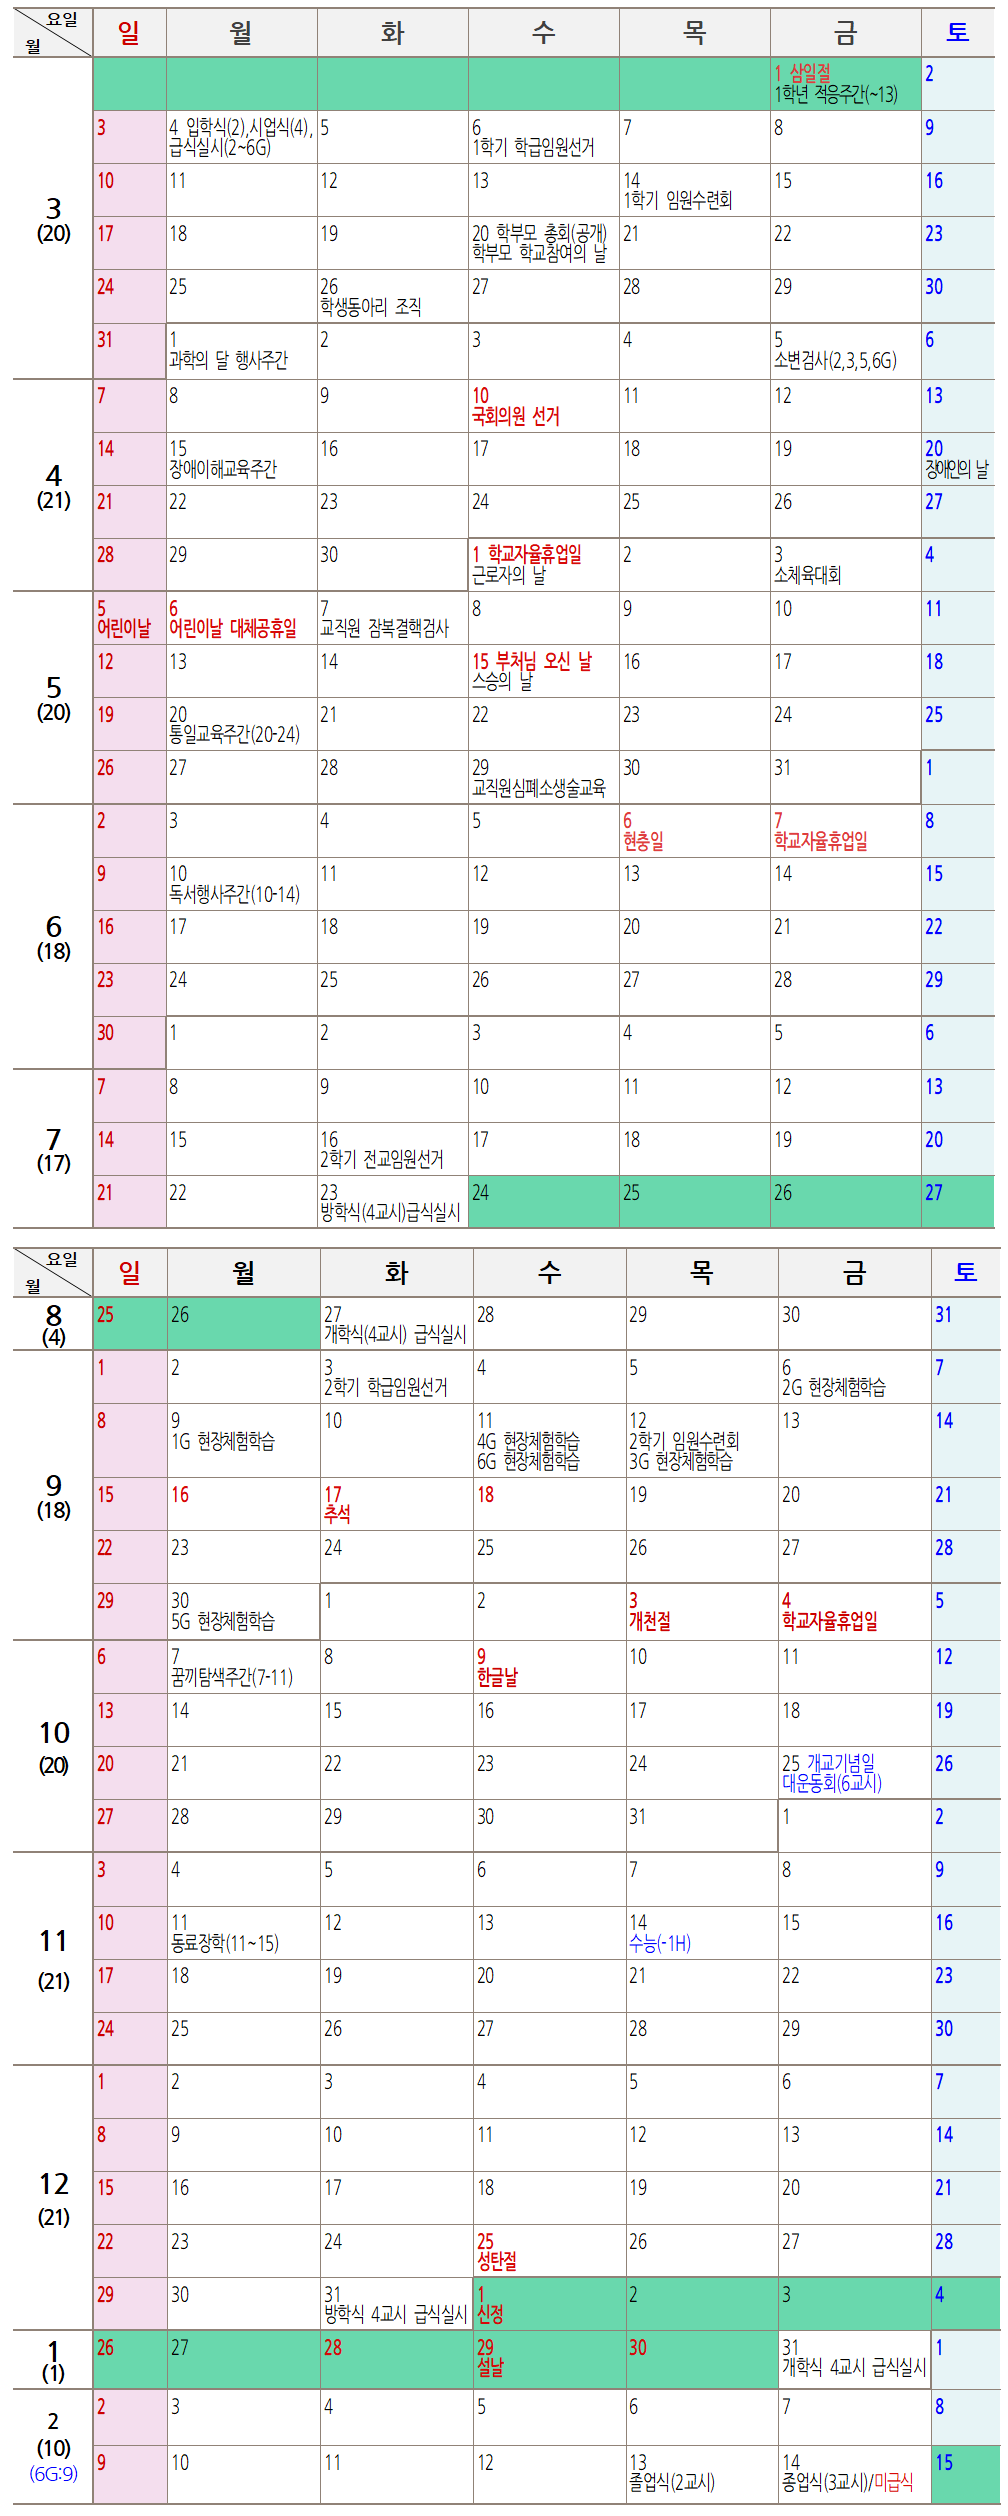 요일
월
일 월 화 수 목 금 토
1 삼일절 2
1학년 적응주간(~13)
3 4 입학식(2),시업식(4), 5 6 7 8 9
급식실시(2~6G) 1학기 학급임원선거
10 11 12 13 14 15 16
1학기 임원수련회
3
(20)
17 18 19 20 학부모 총회(공개) 21 22 23
학부모 학교참여의 날
24 25 26 27 28 29 30
학생동아리 조직
31 1 2 3 4 5 6
과학의 달 행사주간 소변검사(2,3,5,6G)
7 8 9 10 11 12 13
국회의원 선거
14 15 16 17 18 19 20
장애이해교육주간 장애인의 날
4
(21)
21 22 23 24 25 26 27
28 29 30 1 학교자율휴업일 2 3 4
근로자의 날 소체육대회
5 6 7 8 9 10 11
어린이날 어린이날 대체공휴일 교직원 잠복결핵검사
12 13 14 15 부처님 오신 날 16 17 18
스승의 날
5
(20)
19 20 21 22 23 24 25
통일교육주간(20-24)
26 27 28 29 30 31 1
교직원심폐소생술교육
2 3 4 5 6 7 8
현충일 학교자율휴업일
9 10 11 12 13 14 15
독서행사주간(10-14)
6
(18)
16 17 18 19 20 21 22
23 24 25 26 27 28 29
30 1 2 3 4 5 6
7 8 9 10 11 12 13
7
(17)
14 15 16 17 18 19 20
2학기 전교임원선거
21 22 23 24 25 26 27
방학식(4교시)급식실시
요일
월
일 월 화 수 목 금 토
8
(4)
25 26 27 28 29 30 31
개학식(4교시) 급식실시
1 2 3 4 5 6 7
2학기 학급임원선거 2G 현장체험학습
8 9 10 11 12 13 14
1G 현장체험학습 4G 현장체험학습 2학기 임원수련회
6G 현장체험학습 3G 현장체험학습
9
(18)
15 16 17 18 19 20 21
추석
22 23 24 25 26 27 28
29 30 1 2 3 4 5
5G 현장체험학습 개천절 학교자율휴업일
6 7 8 9 10 11 12
꿈끼탐색주간(7-11) 한글날
10
(20)
13 14 15 16 17 18 19
20 21 22 23 24 25 개교기념일 26
대운동회(6교시)
27 28 29 30 31 1 2
3 4 5 6 7 8 9
11
(21)
10 11 12 13 14 15 16
동료장학(11~15) 수능(-1H)
17 18 19 20 21 22 23
24 25 26 27 28 29 30
1 2 3 4 5 6 7
8 9 10 11 12 13 14
12
(21)
15 16 17 18 19 20 21
22 23 24 25 26 27 28
성탄절
29 30 31 1 2 3 4
방학식 4교시 급식실시 신정
1
(1)
26 27 28 29 30 31 1
설날 개학식 4교시 급식실시
2
(10)
(6G:9)
2 3 4 5 6 7 8
9 10 11 12 13 14 15
졸업식(2교시) 종업식(3교시)/미급식